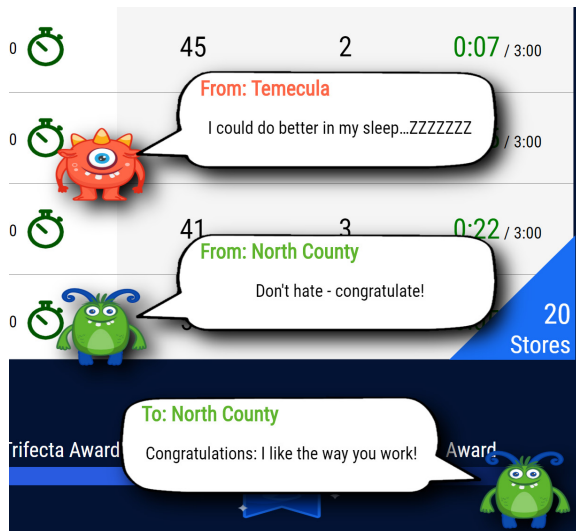 0 45 2 0:07 / 3:00
From: Temecula
I could do better in my sleep...ZZZZZZZ
0 / 3:00
0 41 3 0:22 / 3:00
From: North County
Don't hate - congratulate!
0
20
Stores
To: North County
Trifecta Award
Congratulations: I like the way you work!
Award